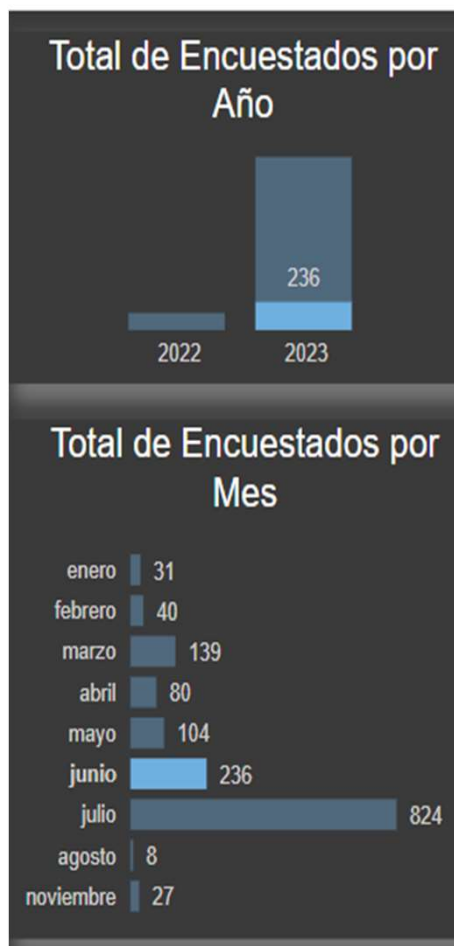 Total de Encuestados por
Año
236
2022 2023
Total de Encuestados por
Mes
enero 31
febrero 40
marzo 139
abril 80
mayo 104
junio 236
julio 824
agosto 8
noviembre 27